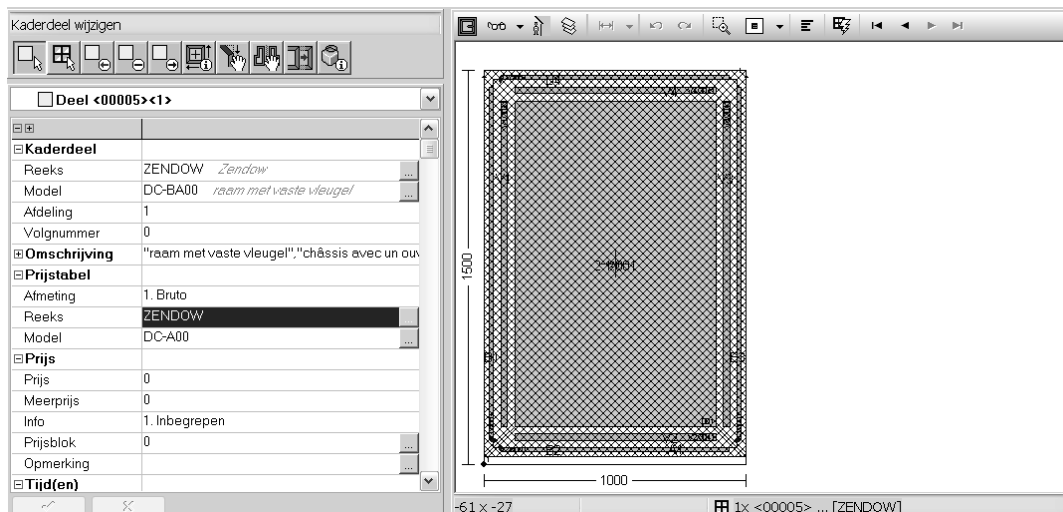 Kaderdeel wijzigen
Deel <00005><1>
Kaderdeel
Reeks ZENDOW Zendow ...
Model DC-BA00 raam met vaste vleugel ...
Afdeling 1
Volgnummer 0
Omschrijving "raam met vaste vleugel","châssis avec un ouv
Prijstabel
Afmeting 1. Bruto
Reeks ZENDOW
Model DC-A00 ...
Prijs
Prijs 0
Meerprijs 0
Info 1. Inbegrepen
Prijsblok 0 ...
Opmerking ...
Tijd(en)
1500
1000
-61 x -27
1x <00005> ... [ZENDOW]